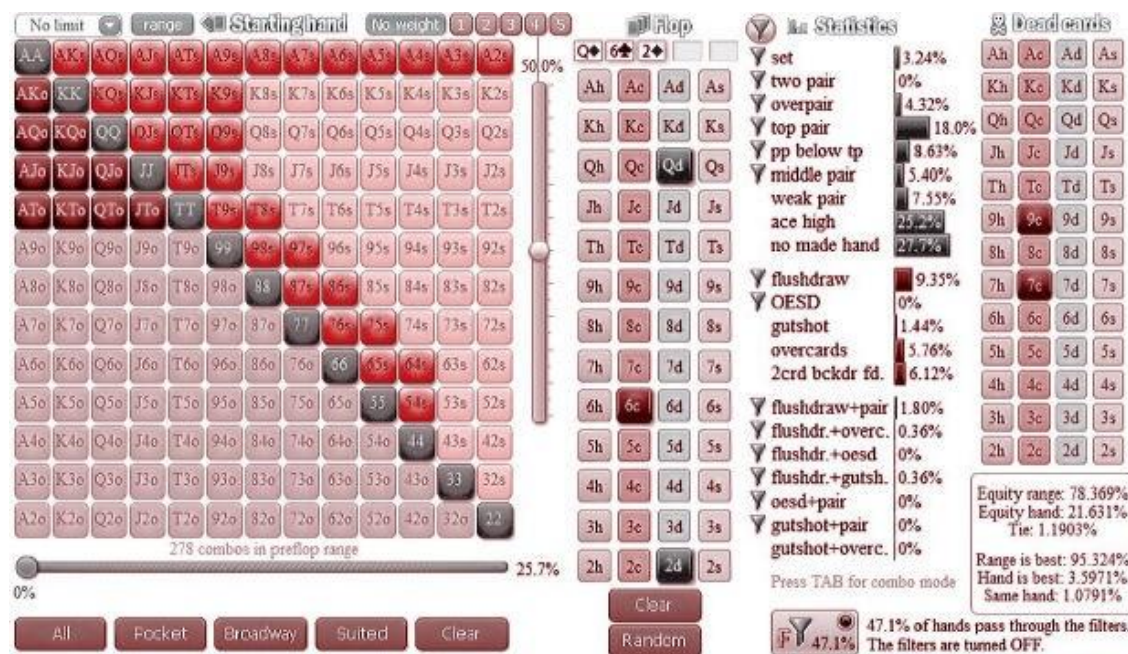 No limit range Starting hand No weight 1 2 3 4 5
AA AKs AQs AJs ATs A9s A8s A7s A6s A5s A4s A3s A2s
AKo KK KQs KJs KTs K9s K8s K7s K6s K5s K4s K3s K2s
AQo KQo QQ QJs QTs Q9s Q8s Q7s Q6s Q5s Q4s Q3s Q2s
AJo KJo QJo JJ JTs J9s J8s J7s J6s J5s J4s J3s J2s
ATo KTo QTo JTo TT T9s T8s T7s T6s T5s T4s T3s T2s
A9o K9o Q9o J9o T9o 99 98s 97s 96s 95s 94s 93s 92s
A8o K8o Q8o J8o T8o 98o 88 87s 86s 85s 84s 83s 82s
A7o K7o Q7o J7o T7o 97o 87o 77 76s 75s 74s 73s 72s
A6o K6o Q6o J6o T6o 96o 86o 76o 66 65s 64s 63s 62s
A5o K5o Q5o J5o T5o 95o 85o 75o 65o 55 54s 53s 52s
A4o K4o Q4o J4o T4o 94o 84o 74o 64o 54o 44 43s 42s
A3o K3o Q3o J3o T3o 93o 83o 73o 63o 53o 43o 33 32s
A2o K2o Q2o J2o T2o 92o 82o 72o 62o 52o 42o 32o 22
278 combos in preflop range
25.7%
0%
All Pocket Broadway Suited Clear
50.0%
Flop
Q♦ 6♣ 2♦
Ah Ac Ad As
Kh Kc Kd Ks
Qh Qc Qd Qs
Jh Jc Jd Js
Th Tc Td Ts
9h 9c 9d 9s
8h 8c 8d 8s
7h 7c 7d 7s
6h 6c 6d 6s
5h 5c 5d 5s
4h 4c 4d 4s
3h 3c 3d 3s
2h 2c 2d 2s
Clear
Random
Statistics
set 3.24%
two pair 0%
overpair 4.32%
top pair 18.0%
pp below tp 8.63%
middle pair 5.40%
weak pair 7.55%
ace high 25.2%
no made hand 27.7%
flushdraw 9.35%
OESD 0%
gutshot 1.44%
overcards 5.76%
2crd bckdr fd. 6.12%
flushdraw+pair 1.80%
flushdr.+overc. 0.36%
flushdr.+oesd 0%
flushdr.+gutsh. 0.36%
oesd+pair 0%
gutshot+pair 0%
gutshot+overc. 0%
Press TAB for combo mode
F 47.1%
47.1% of hands pass through the filters.
The filters are turned OFF.
Dead cards
Ah Ac Ad As
Kh Kc Kd Ks
Qh Qc Qd Qs
Jh Jc Jd Js
Th Tc Td Ts
9h 9c 9d 9s
8h 8c 8d 8s
7h 7c 7d 7s
6h 6c 6d 6s
5h 5c 5d 5s
4h 4c 4d 4s
3h 3c 3d 3s
2h 2c 2d 2s
Equity range: 78.369%
Equity hand: 21.631%
Tie: 1.1903%
Range is best: 95.324%
Hand is best: 3.5971%
Same hand: 1.0791%